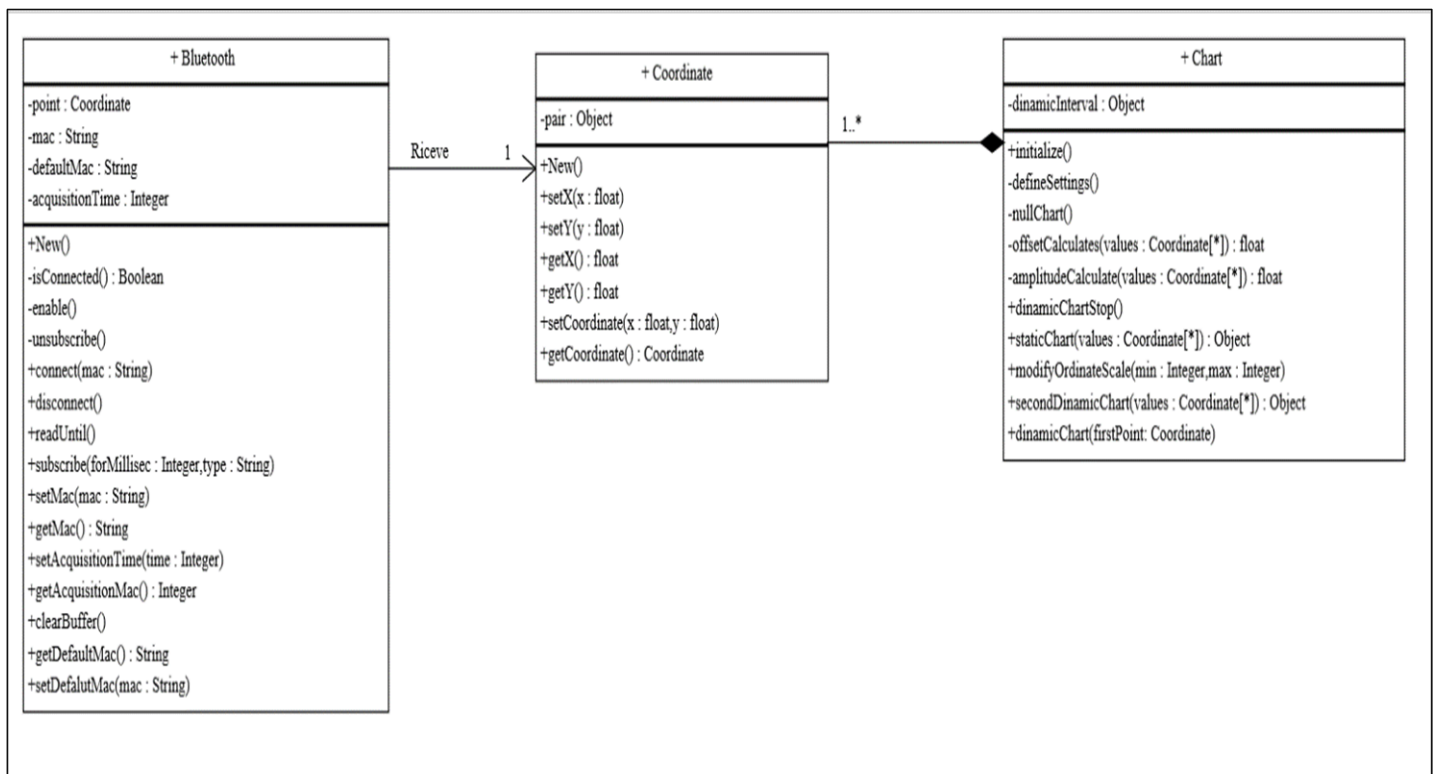 + Bluetooth
-point : Coordinate
-mac : String
-defaultMac : String
-acquisitionTime : Integer
+New()
-isConnected() : Boolean
-enable()
-unsubscribe()
+connect(mac : String)
+disconnect()
+readUntil()
+subscribe(forMillisec : Integer,type : String)
+setMac(mac : String)
+getMac() : String
+setAcquisitionTime(time : Integer)
+getAcquisitionMac() : Integer
+clearBuffer()
+getDefaultMac() : String
+setDefalutMac(mac : String)
Riceve
1
+ Coordinate
-pair : Object
+New()
+setX(x : float)
+setY(y : float)
+getX() : float
+getY() : float
+setCoordinate(x : float,y : float)
+getCoordinate() : Coordinate
1..*
+ Chart
-dinamicInterval : Object
+initialize()
-defineSettings()
-nullChart()
-offsetCalculates(values : Coordinate[*]) : float
-amplitudeCalculate(values : Coordinate[*]) : float
+dinamicChartStop()
+staticChart(values : Coordinate[*]) : Object
+modifyOrdinateScale(min : Integer,max : Integer)
+secondDinamicChart(values : Coordinate[*]) : Object
+dinamicChart(firstPoint: Coordinate)